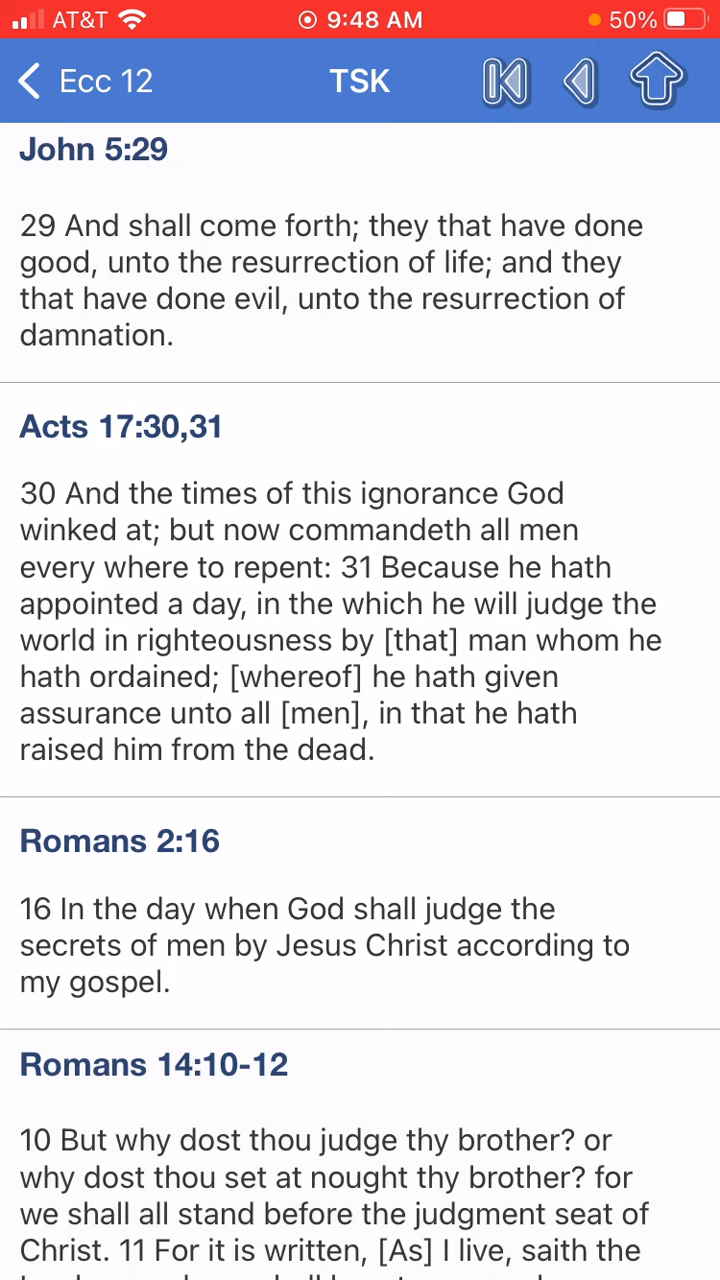 AT&T 9:48 AM 50%
Ecc 12 TSK
John 5:29
29 And shall come forth; they that have done
good, unto the resurrection of life; and they
that have done evil, unto the resurrection of
damnation.
Acts 17:30,31
30 And the times of this ignorance God
winked at; but now commandeth all men
every where to repent: 31 Because he hath
appointed a day, in the which he will judge the
world in righteousness by [that] man whom he
hath ordained; [whereof] he hath given
assurance unto all [men], in that he hath
raised him from the dead.
Romans 2:16
16 In the day when God shall judge the
secrets of men by Jesus Christ according to
my gospel.
Romans 14:10-12
10 But why dost thou judge thy brother? or
why dost thou set at nought thy brother? for
we shall all stand before the judgment seat of
Christ. 11 For it is written, [As] I live, saith the